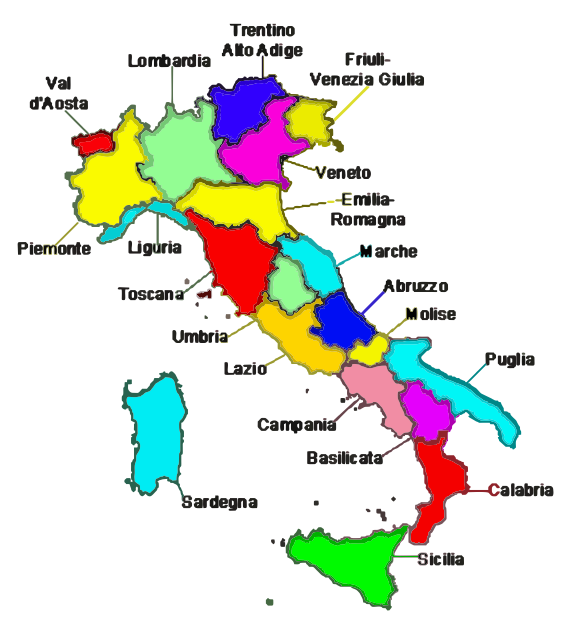 Trentino
Alto Adige
Lombardia
Friuli-
Venezia Giulia
Val
d'Aosta
Veneto
Emilia-
Romagna
Piemonte
Liguria
Marche
Toscana
Abruzzo
Molise
Umbria
Lazio
Puglia
Campania
Basilicata
Calabria
Sardegna
Sicilia